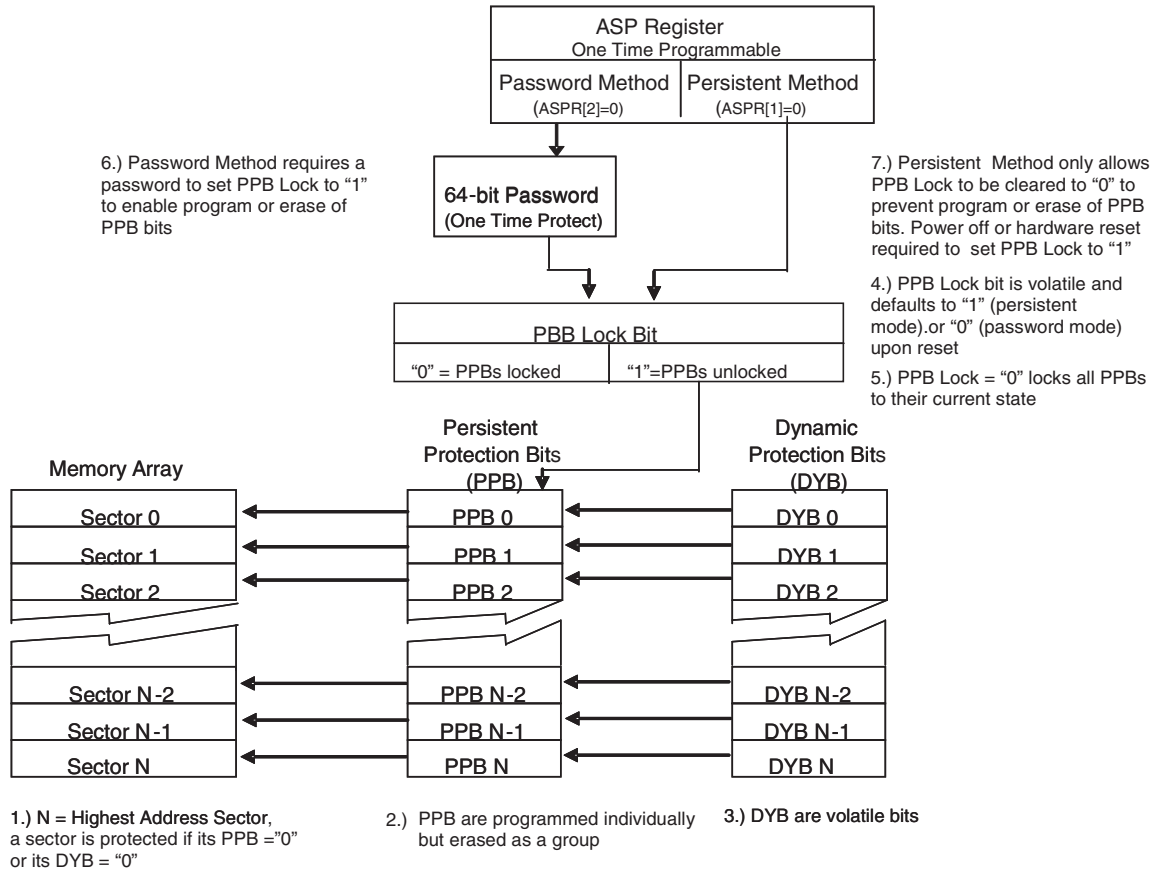 ASP Register
One Time Programmable
Password Method
(ASPR[2]=0)
Persistent Method
(ASPR[1]=0)
6.) Password Method requires a
password to set PPB Lock to “1”
to enable program or erase of
PPB bits
64-bit Password
(One Time Protect)
7.) Persistent Method only allows
PPB Lock to be cleared to “0” to
prevent program or erase of PPB
bits. Power off or hardware reset
required to set PPB Lock to “1”
4.) PPB Lock bit is volatile and
defaults to “1” (persistent
mode).or “0” (password mode)
upon reset
5.) PPB Lock = “0” locks all PPBs
to their current state
PBB Lock Bit
“0” = PPBs locked
“1”=PPBs unlocked
Memory Array
Persistent
Protection Bits
(PPB)
Dynamic
Protection Bits
(DYB)
Sector 0
PPB 0
DYB 0
Sector 1
PPB 1
DYB 1
Sector 2
PPB 2
DYB 2
Sector N-2
PPB N-2
DYB N-2
Sector N-1
PPB N-1
DYB N-1
Sector N
PPB N
DYB N
1.) N = Highest Address Sector,
a sector is protected if its PPB =”0”
or its DYB = “0”
2.) PPB are programmed individually
but erased as a group
3.) DYB are volatile bits